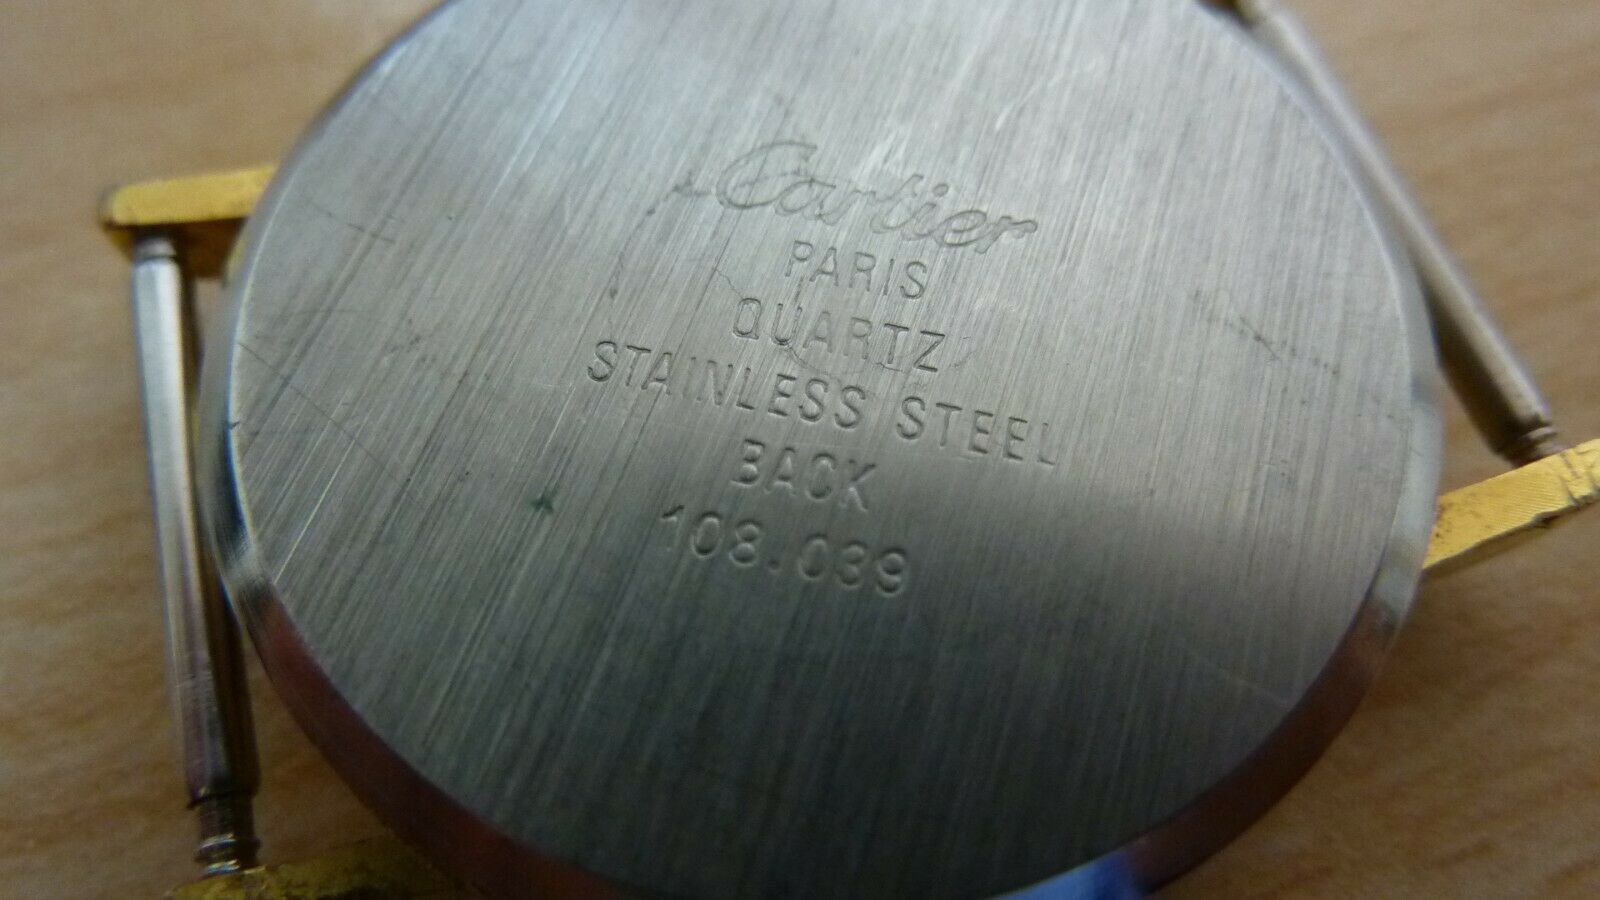 Cartier
PARIS
QUARTZ
STAINLESS STEEL
BACK
108.039